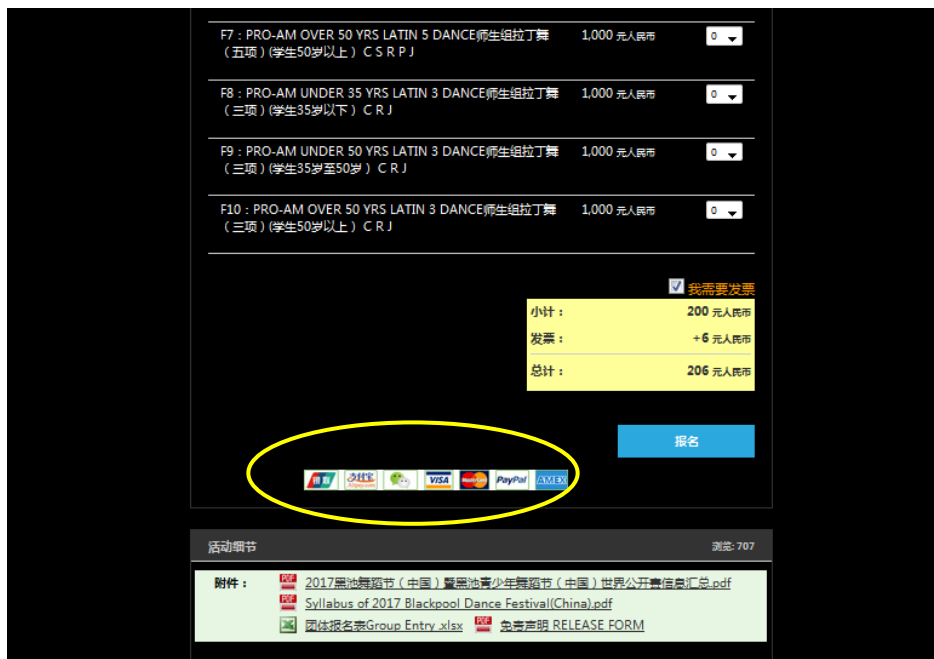 F7：PRO-AM OVER 50 YRS LATIN 5 DANCE师生组拉丁舞 1,000 元人民币 0
（五项）(学生50岁以上 ）C S R P J
F8：PRO-AM UNDER 35 YRS LATIN 3 DANCE师生组拉丁舞 1,000 元人民币 0
（三项）(学生35岁以下 ）C R J
F9：PRO-AM UNDER 50 YRS LATIN 3 DANCE师生组拉丁舞 1,000 元人民币 0
（三项）(学生35岁至50岁 ）C R J
F10：PRO-AM OVER 50 YRS LATIN 3 DANCE师生组拉丁舞 1,000 元人民币 0
（三项）(学生50岁以上 ）C R J
我需要发票
小计： 200 元人民币
发票： +6 元人民币
总计： 206 元人民币
报名
银联 支付宝 VISA MasterCard PayPal AMEX
活动细节 浏览: 707
附件： PDF 2017黑池舞蹈节（中国）暨黑池青少年舞蹈节（中国）世界公开赛信息汇总.pdf
PDF Syllabus of 2017 Blackpool Dance Festival(China).pdf
团体报名表Group Entry .xlsx PDF 免责声明 RELEASE FORM